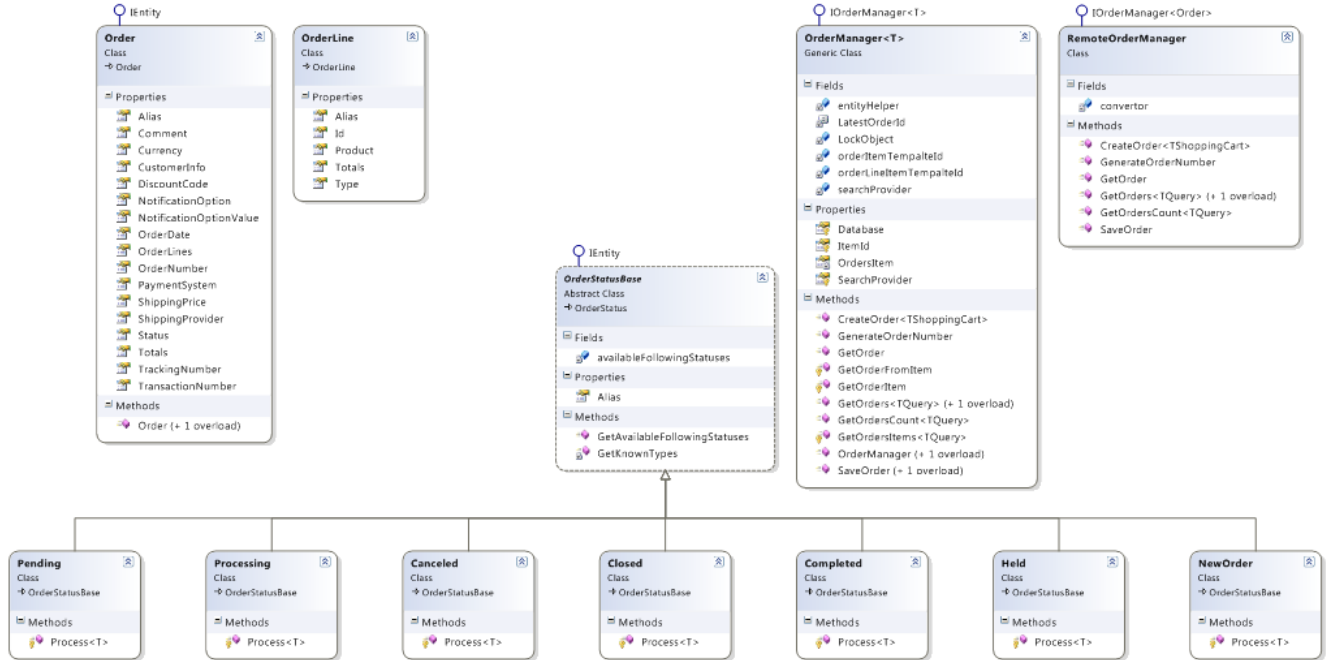 IEntity
Order
Class
Order
Properties
Alias
Comment
Currency
CustomerInfo
DiscountCode
NotificationOption
NotificationOptionValue
OrderDate
OrderLines
OrderNumber
PaymentSystem
ShippingPrice
ShippingProvider
Status
Totals
TrackingNumber
TransactionNumber
Methods
Order (+ 1 overload)
OrderLine
Class
OrderLine
Properties
Alias
Id
Product
Totals
Type
IEntity
OrderStatusBase
Abstract Class
OrderStatus
Fields
availableFollowingStatuses
Properties
Alias
Methods
GetAvailableFollowingStatuses
GetKnownTypes
IOrderManager<T>
OrderManager<T>
Generic Class
Fields
entityHelper
LatestOrderId
LockObject
orderItemTempalteId
orderLineItemTempalteId
searchProvider
Properties
Database
ItemId
OrdersItem
SearchProvider
Methods
CreateOrder<TShoppingCart>
GenerateOrderNumber
GetOrder
GetOrderFromItem
GetOrderItem
GetOrders<TQuery> (+ 1 overload)
GetOrdersCount<TQuery>
GetOrdersItems<TQuery>
OrderManager (+ 1 overload)
SaveOrder (+ 1 overload)
IOrderManager<Order>
RemoteOrderManager
Class
Fields
convertor
Methods
CreateOrder<TShoppingCart>
GenerateOrderNumber
GetOrder
GetOrders<TQuery> (+ 1 overload)
GetOrdersCount<TQuery>
SaveOrder
Pending
Class
OrderStatusBase
Methods
Process<T>
Processing
Class
OrderStatusBase
Methods
Process<T>
Canceled
Class
OrderStatusBase
Methods
Process<T>
Closed
Class
OrderStatusBase
Methods
Process<T>
Completed
Class
OrderStatusBase
Methods
Process<T>
Held
Class
OrderStatusBase
Methods
Process<T>
NewOrder
Class
OrderStatusBase
Methods
Process<T>